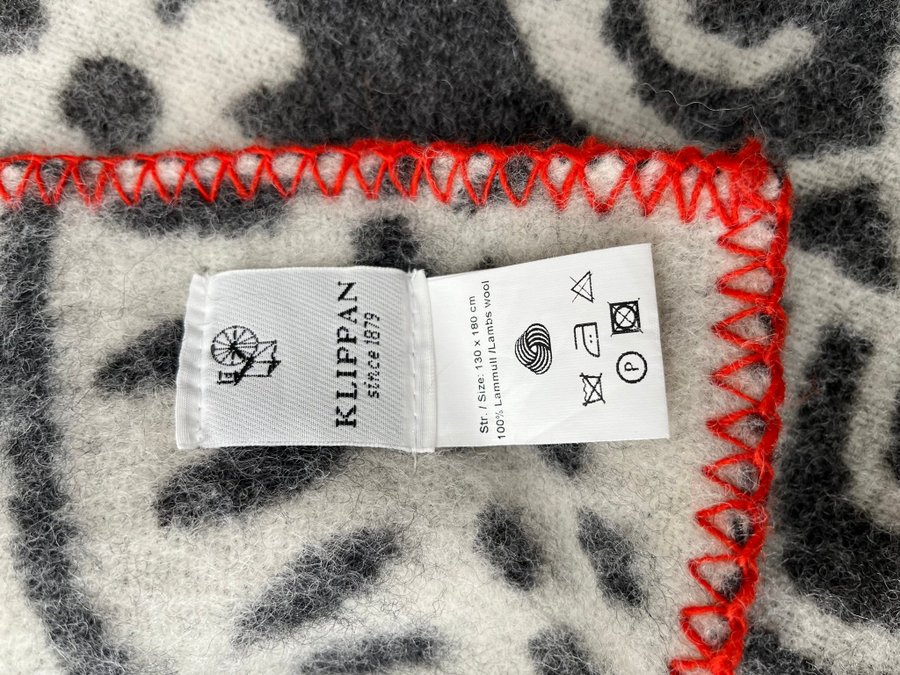 KLIPPAN
since 1879
Str. / Size: 130 x 180 cm
100% Lammull /Lambs wool
P